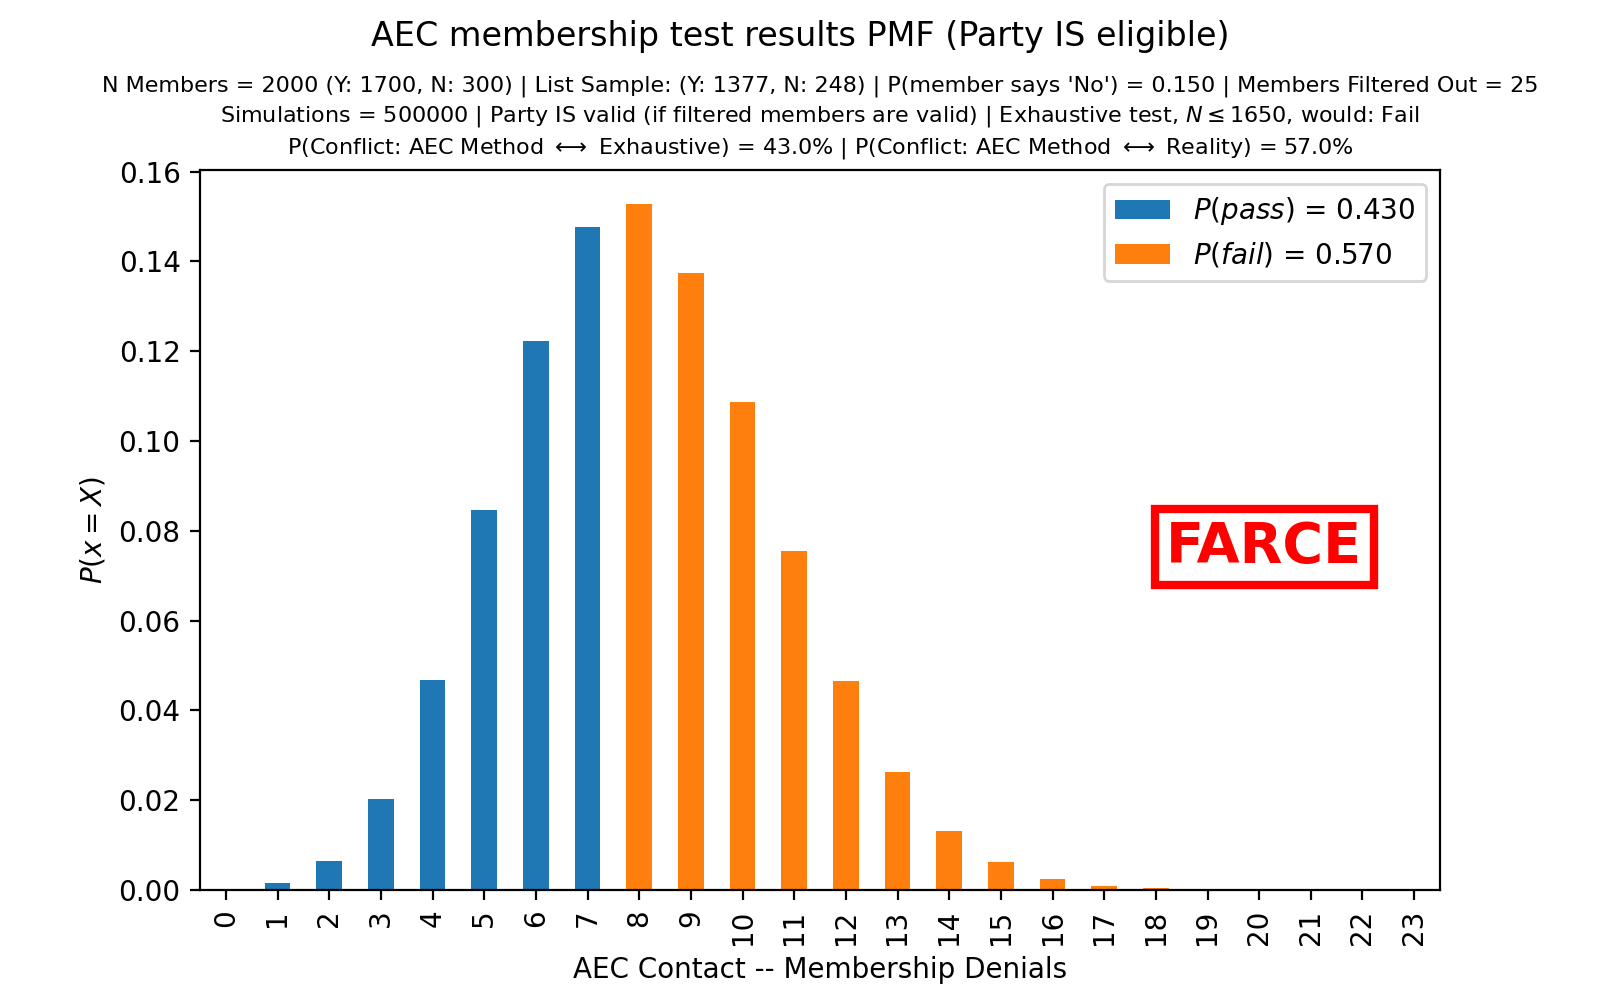 AEC membership test results PMF (Party IS eligible)
N Members = 2000 (Y: 1700, N: 300) | List Sample: (Y: 1377, N: 248) | P(member says 'No') = 0.150 | Members Filtered Out = 25
Simulations = 500000 | Party IS valid (if filtered members are valid) | Exhaustive test, N ≤ 1650, would: Fail
P(Conflict: AEC Method ⟷ Exhaustive) = 43.0% | P(Conflict: AEC Method ⟷ Reality) = 57.0%
P(pass) = 0.430
P(fail) = 0.570
FARCE
P(x = X)
0.16
0.14
0.12
0.10
0.08
0.06
0.04
0.02
0.00
0 1 2 3 4 5 6 7 8 9 10 11 12 13 14 15 16 17 18 19 20 21 22 23
AEC Contact -- Membership Denials